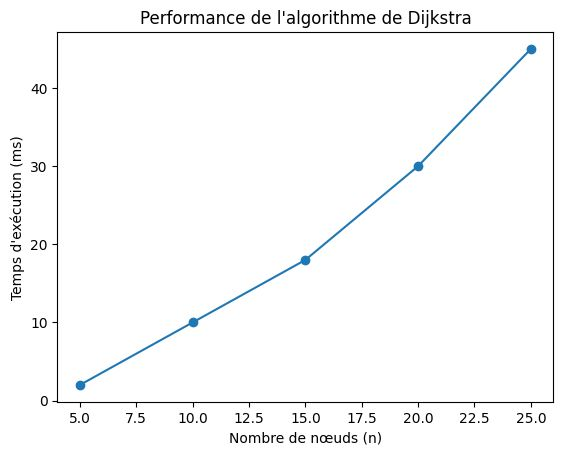 Performance de l'algorithme de Dijkstra
Temps d'exécution (ms)
40
30
20
10
0
5.0 7.5 10.0 12.5 15.0 17.5 20.0 22.5 25.0
Nombre de nœuds (n)